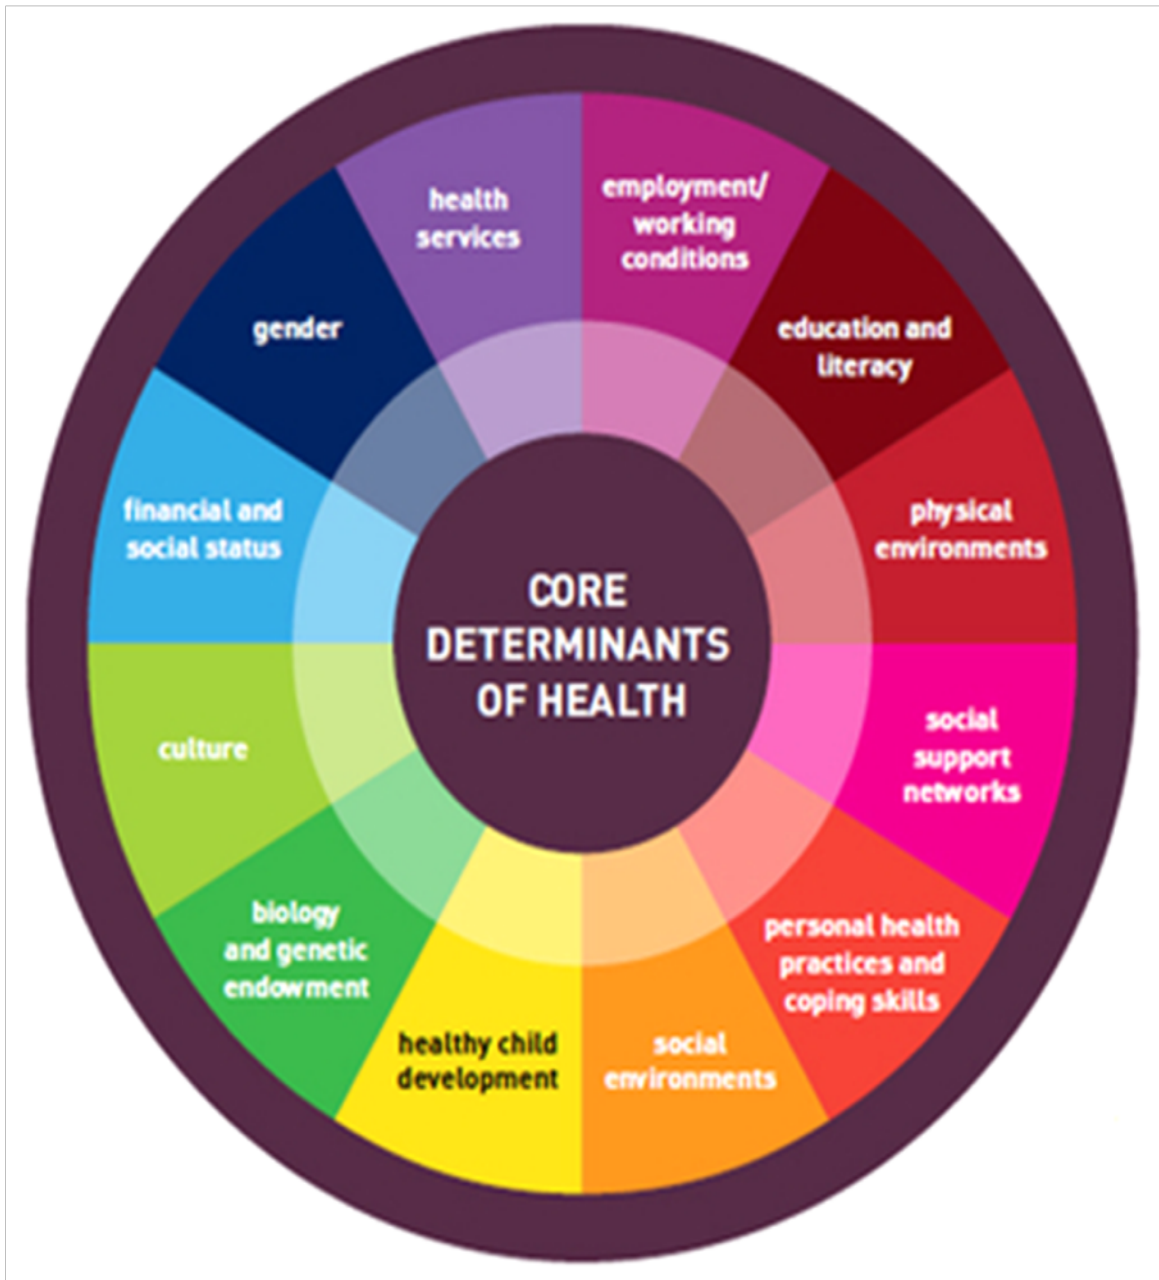 CORE
DETERMINANTS
OF HEALTH
employment/
working
conditions
education and
literacy
physical
environments
social
support
networks
personal health
practices and
coping skills
social
environments
healthy child
development
biology
and genetic
endowment
culture
financial and
social status
gender
health
services